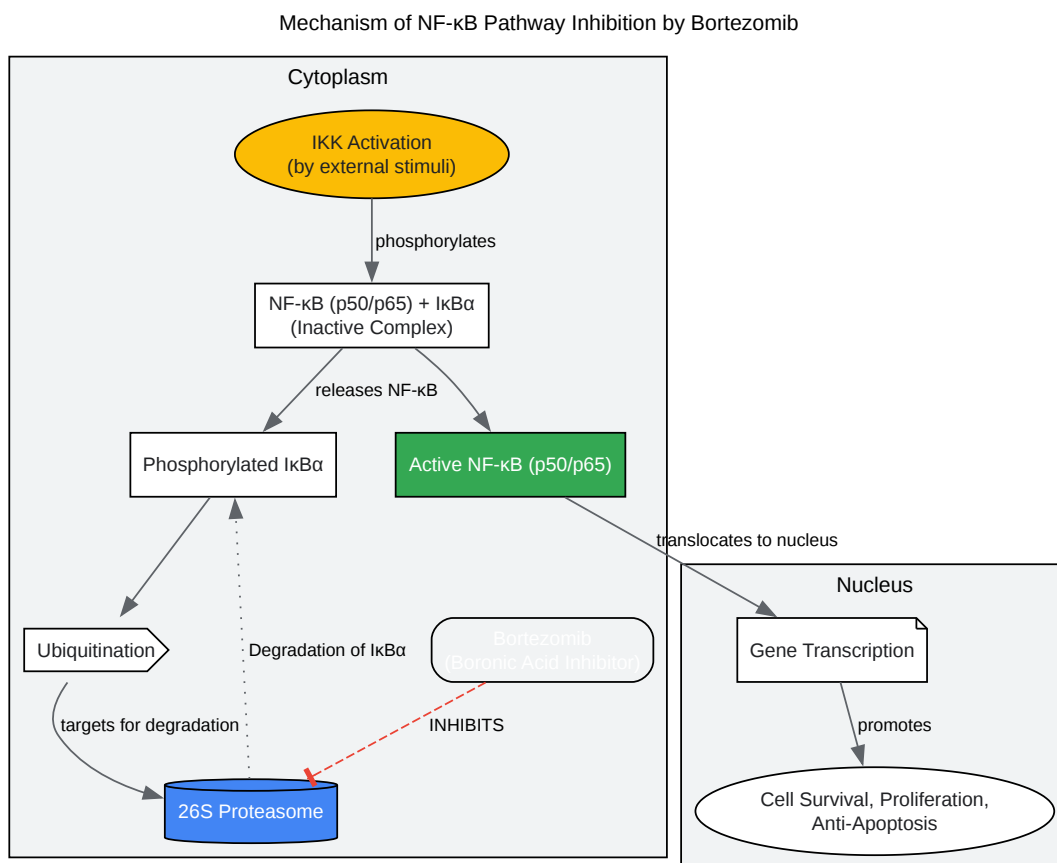 Mechanism of NF-κB Pathway Inhibition by Bortezomib
Cytoplasm
IKK Activation
(by external stimuli)
phosphorylates
NF-κB (p50/p65) + IκBα
(Inactive Complex)
releases NF-κB
Phosphorylated IκBα
Active NF-κB (p50/p65)
translocates to nucleus
Nucleus
Ubiquitination
Degradation of IκBα
Bortezomib
(Boronic Acid Inhibitor)
Gene Transcription
targets for degradation
INHIBITS
promotes
26S Proteasome
Cell Survival, Proliferation,
Anti-Apoptosis